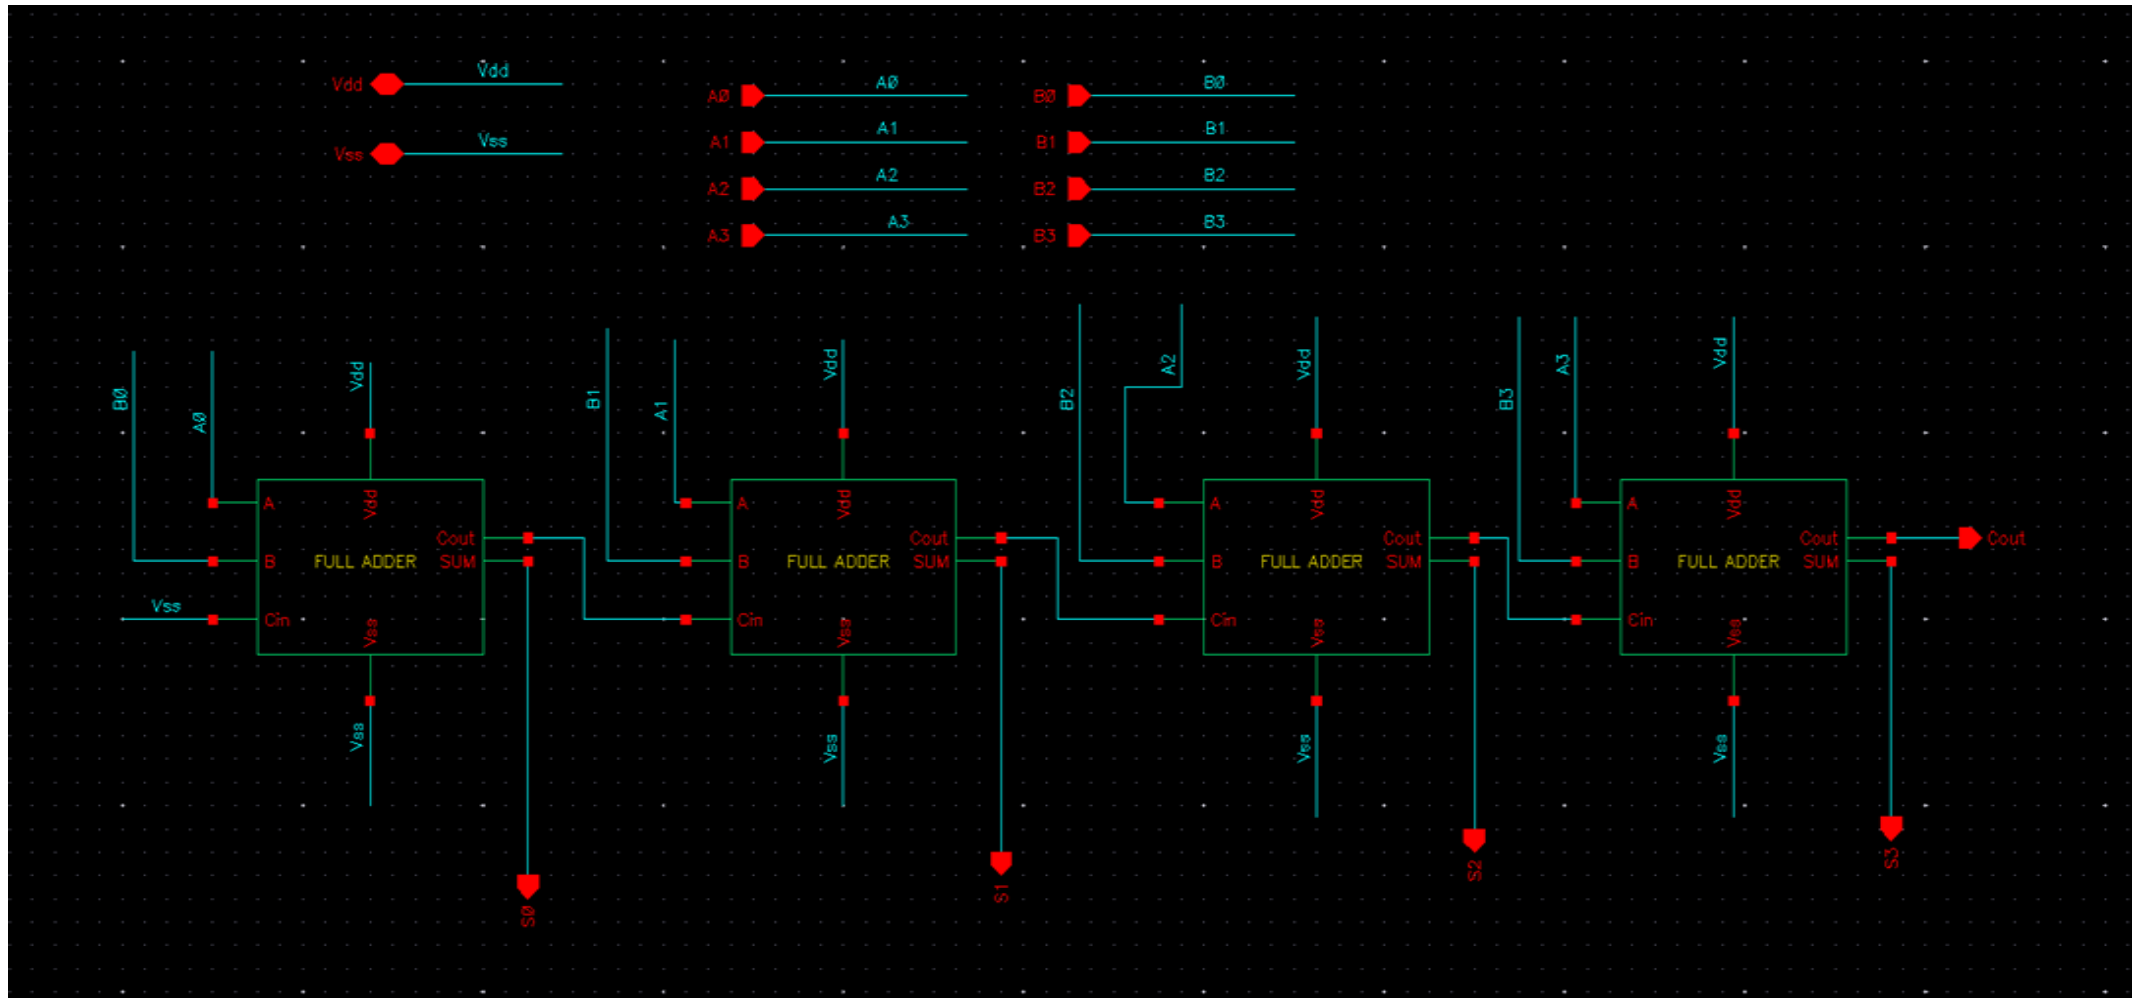 Vdd Vdd
Vss Vss
A0 A0 B0 B0
A1 A1 B1 B1
A2 A2 B2 B2
A3 A3 B3 B3
B0 A0 Vdd B1 A1 Vdd B2 A2 Vdd B3 A3 Vdd
A Vdd A Vdd A Vdd A Vdd
Cout Cout Cout Cout Cout
B FULL ADDER SUM B FULL ADDER SUM B FULL ADDER SUM B FULL ADDER SUM
Vss Cin Vss Cin Vss Cin Vss Cin Vss
Vss Vss Vss Vss
S0 S1 S2 S3